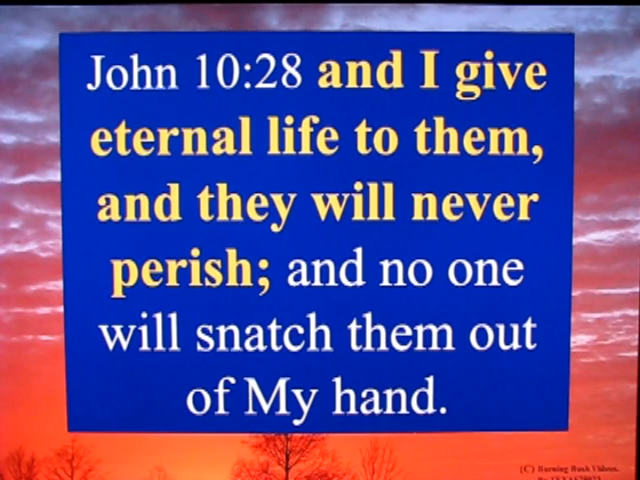 John 10:28 and I give
eternal life to them,
and they will never
perish; and no one
will snatch them out
of My hand.
(C) Burning Bush Videos.